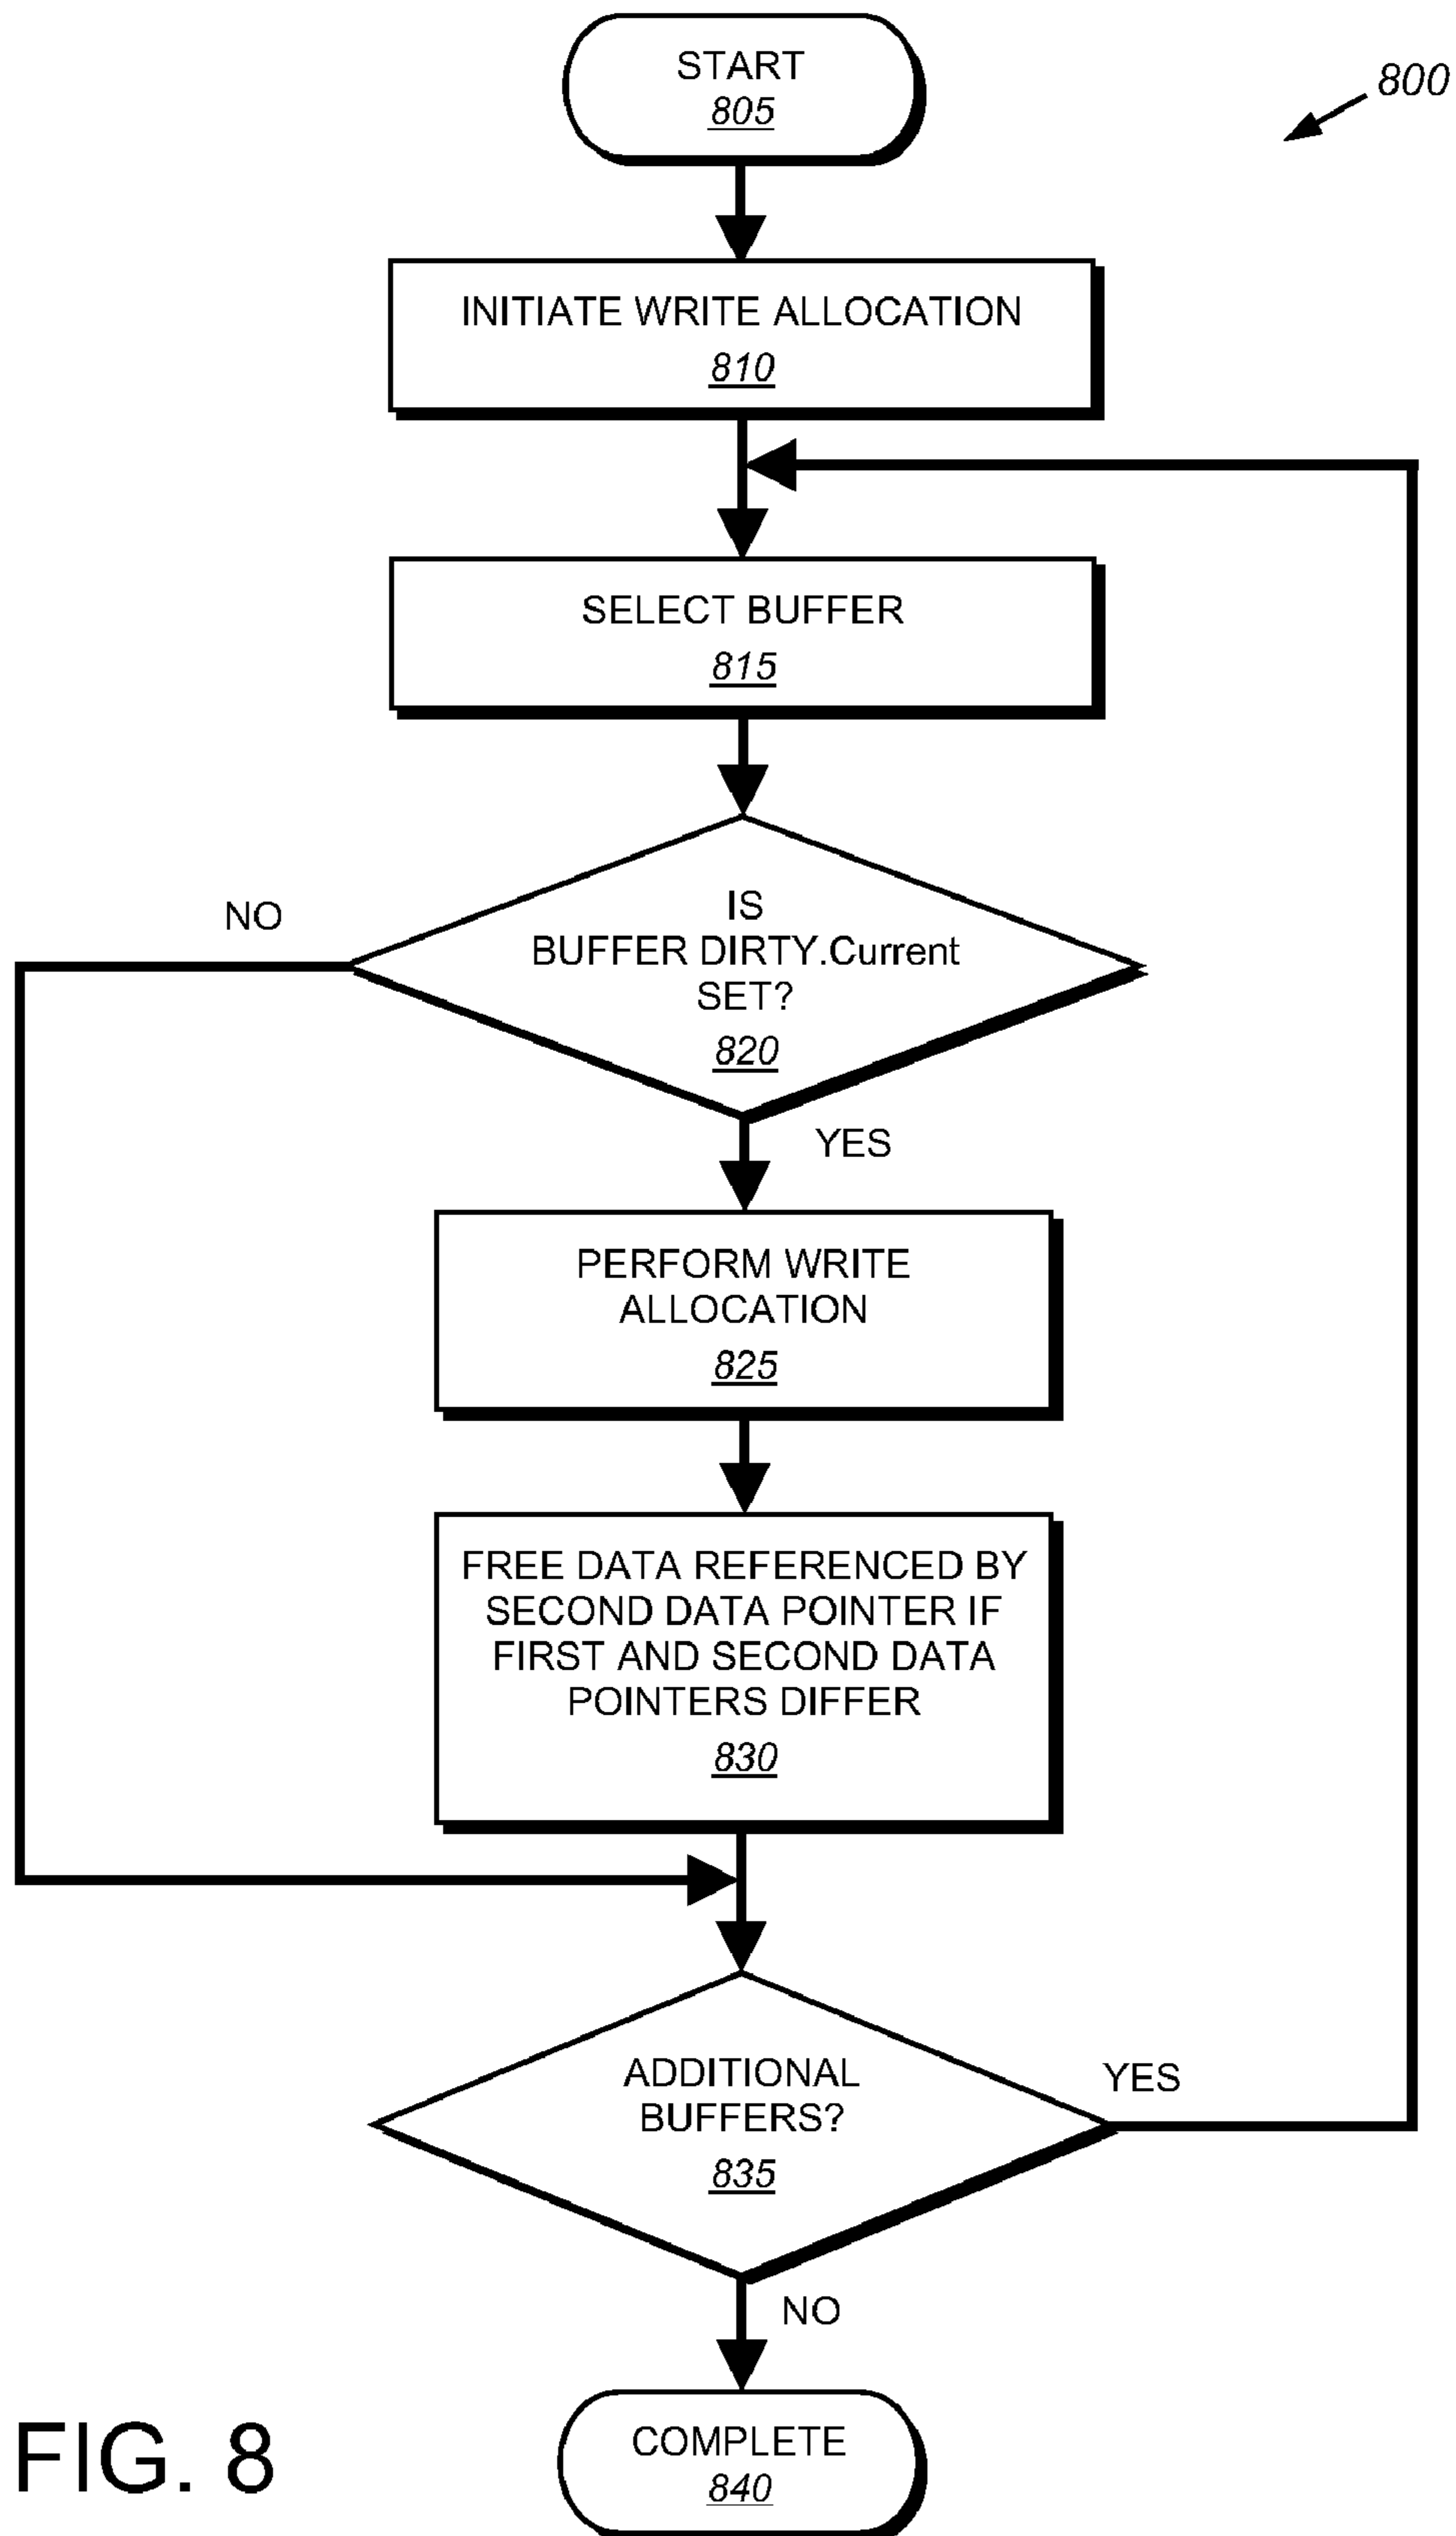 START
805
800
INITIATE WRITE ALLOCATION
810
SELECT BUFFER
815
NO
IS
BUFFER DIRTY.Current
SET?
820
YES
PERFORM WRITE
ALLOCATION
825
FREE DATA REFERENCED BY
SECOND DATA POINTER IF
FIRST AND SECOND DATA
POINTERS DIFFER
830
ADDITIONAL
BUFFERS?
835
YES
NO
COMPLETE
840
FIG. 8